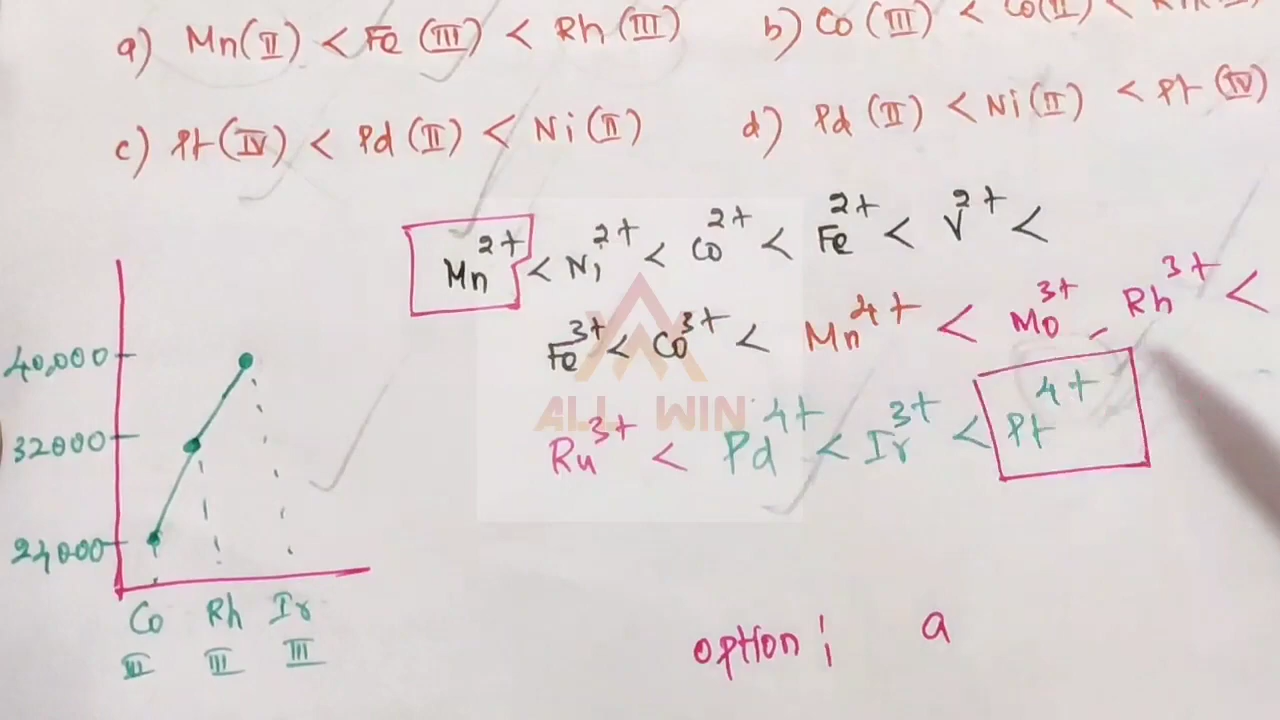 a) Mn(II) < Fe(III) < Rh(III) b) Co(III) < Co(II) <
c) Pt(IV) < Pd(II) < Ni(II) d) Pd(II) < Ni(II) < Pt(IV)
Mn²⁺ < Ni²⁺ < Co²⁺ < Fe²⁺ < V²⁺ <
Fe³⁺ < Co³⁺ < Mn⁴⁺ < Mo³⁺ - Rh³⁺ <
Ru³⁺ < Pd⁴⁺ < Ir³⁺ < Pt⁴⁺
ALL WIN
40,000
32000
24000
Co Rh Ir
III III III
option; a